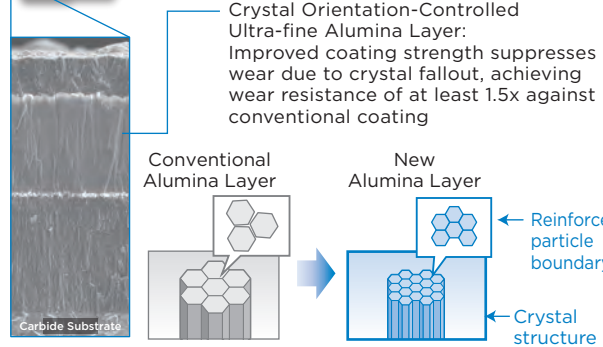 Crystal Orientation-Controlled
Ultra-fine Alumina Layer:
Improved coating strength suppresses
wear due to crystal fallout, achieving
wear resistance of at least 1.5x against
conventional coating
Conventional
Alumina Layer
New
Alumina Layer
particle
Crystal
structure
Carbide Substrate